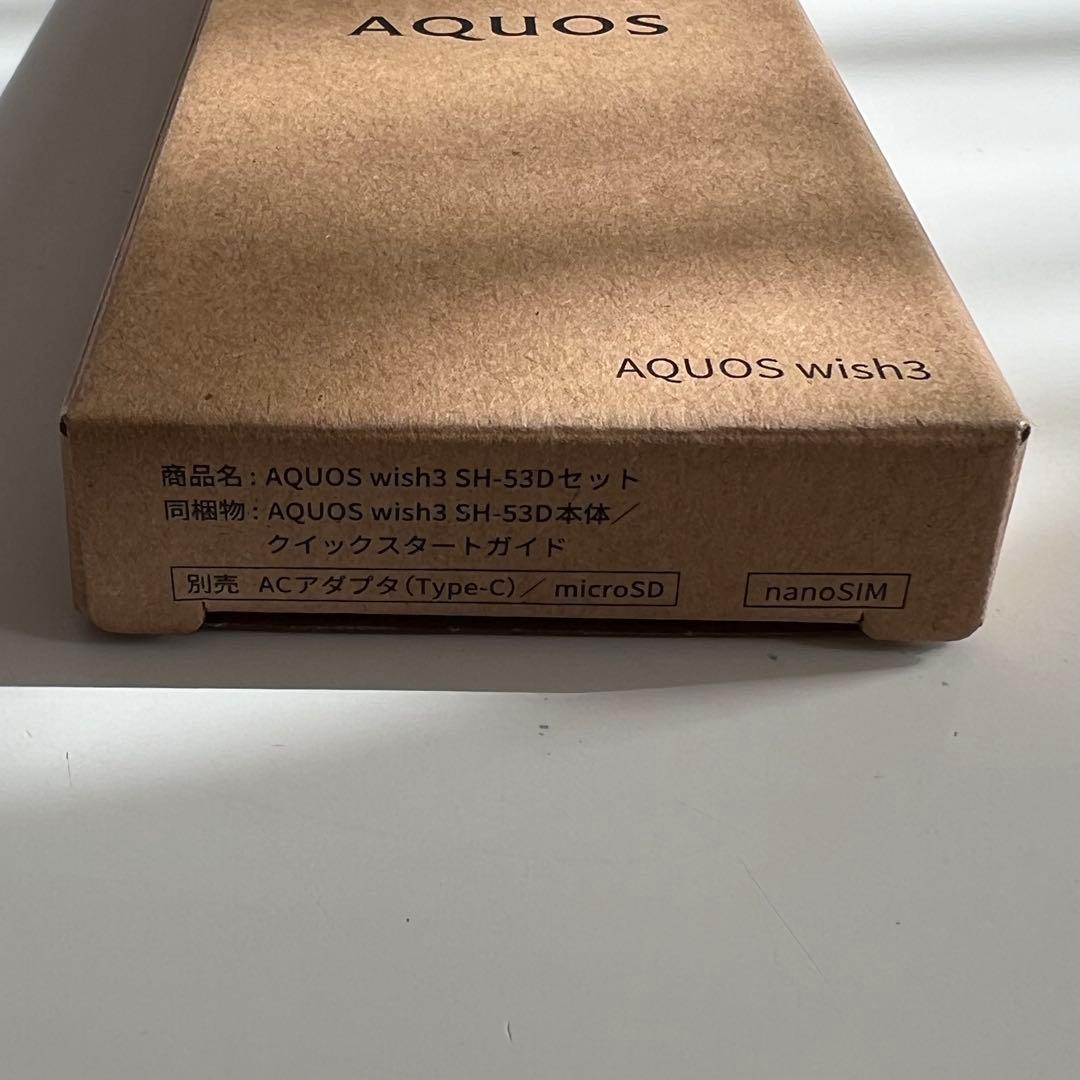 AQUOS
AQUOS wish3
商品名 : AQUOS wish3 SH-53Dセット
同梱物 : AQUOS wish3 SH-53D本体／
クイックスタートガイド
別売 ACアダプタ(Type-C)／ microSD
nanoSIM